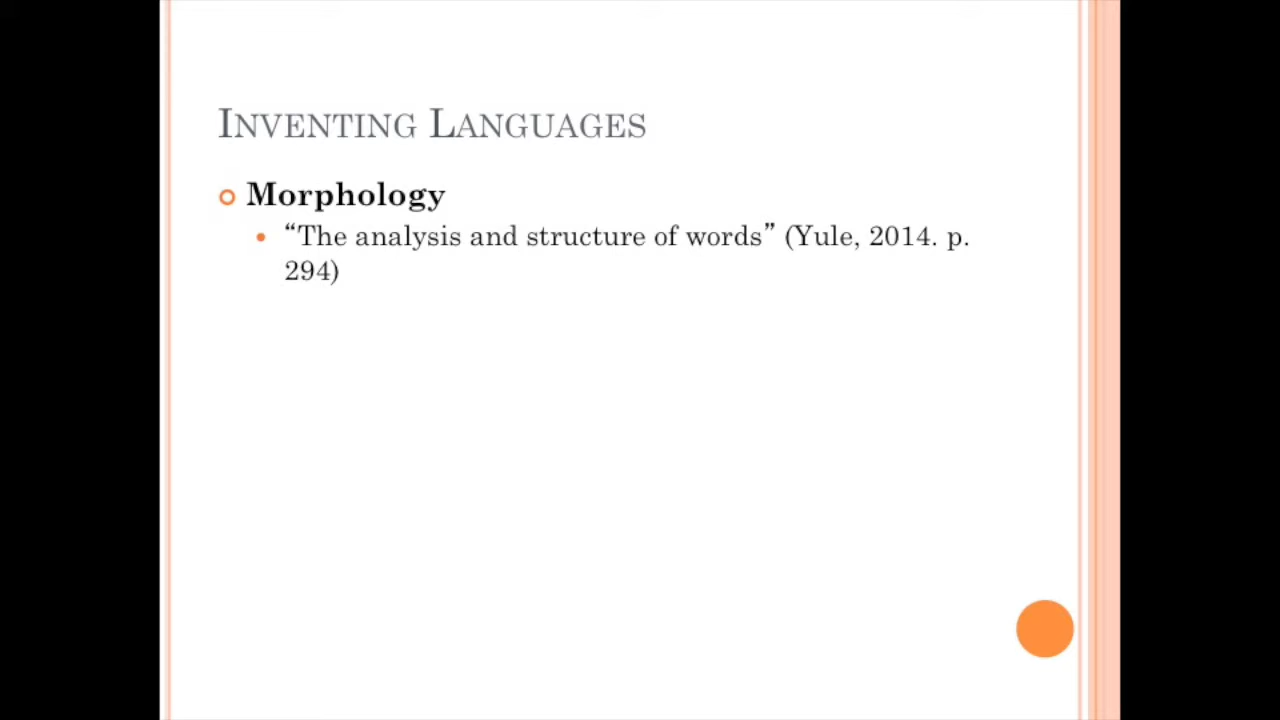 Inventing Languages
Morphology
“The analysis and structure of words” (Yule, 2014. p.
294)